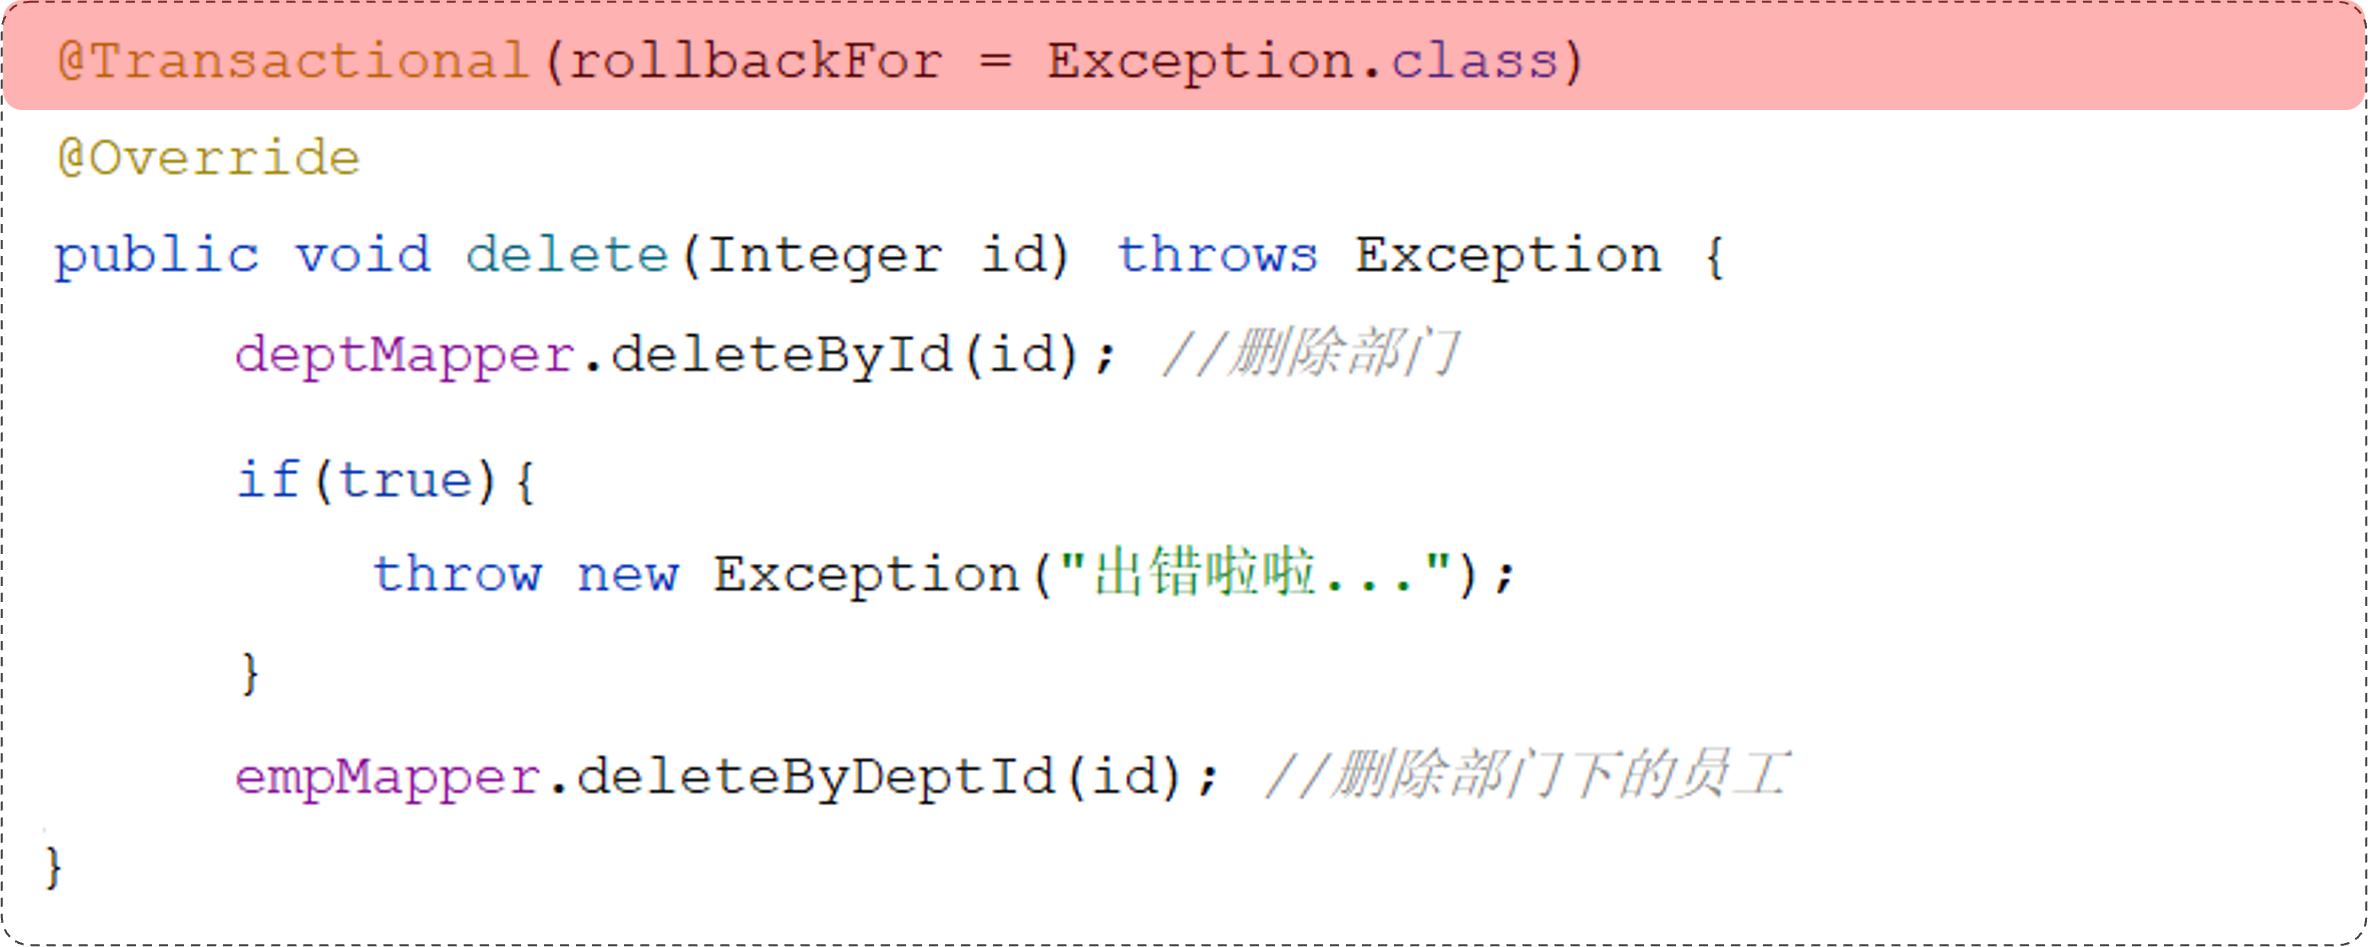 @Transactional(rollbackFor = Exception.class)
@Override
public void delete(Integer id) throws Exception {
deptMapper.deleteById(id); //删除部门
if(true){
throw new Exception("出错啦啦...");
}
empMapper.deleteByDeptId(id); //删除部门下的员工
}